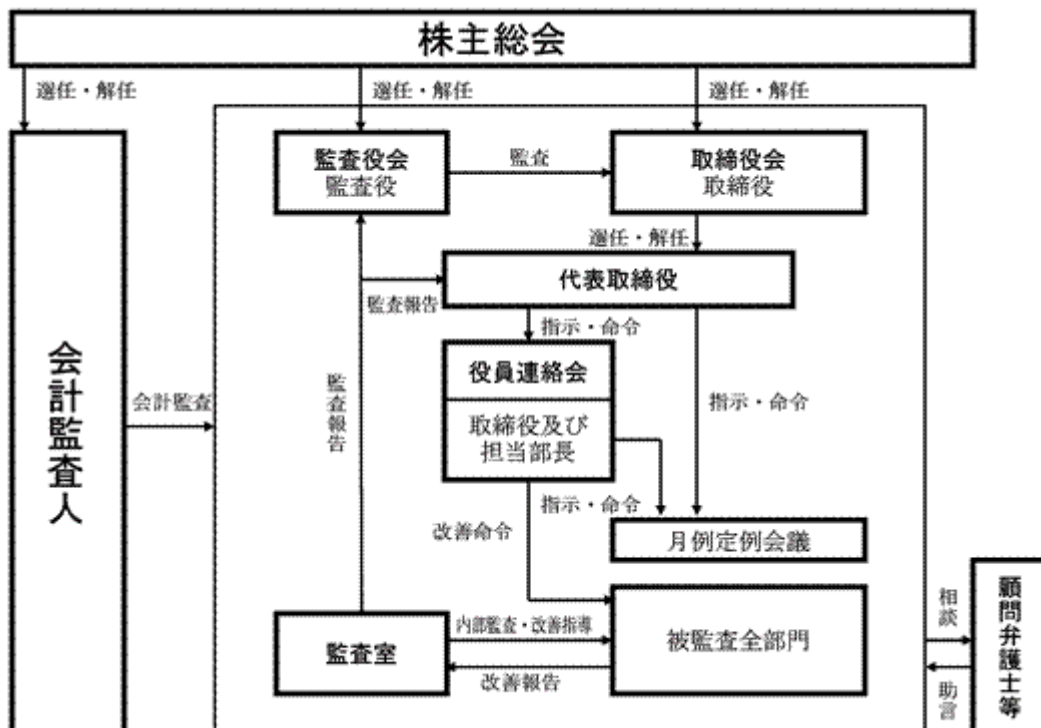 株主総会
選任・解任
選任・解任
選任・解任
監査役会
監査役
監査
取締役会
取締役
選任・解任
代表取締役
監査報告
指示・命令
役員連絡会
取締役及び
担当部長
指示・命令
会計監査人
会計監査
監査報告
指示・命令
改善命令
月例定例会議
監査室
内部監査・改善指導
改善報告
被監査全部門
相談
助言
顧問弁護士等